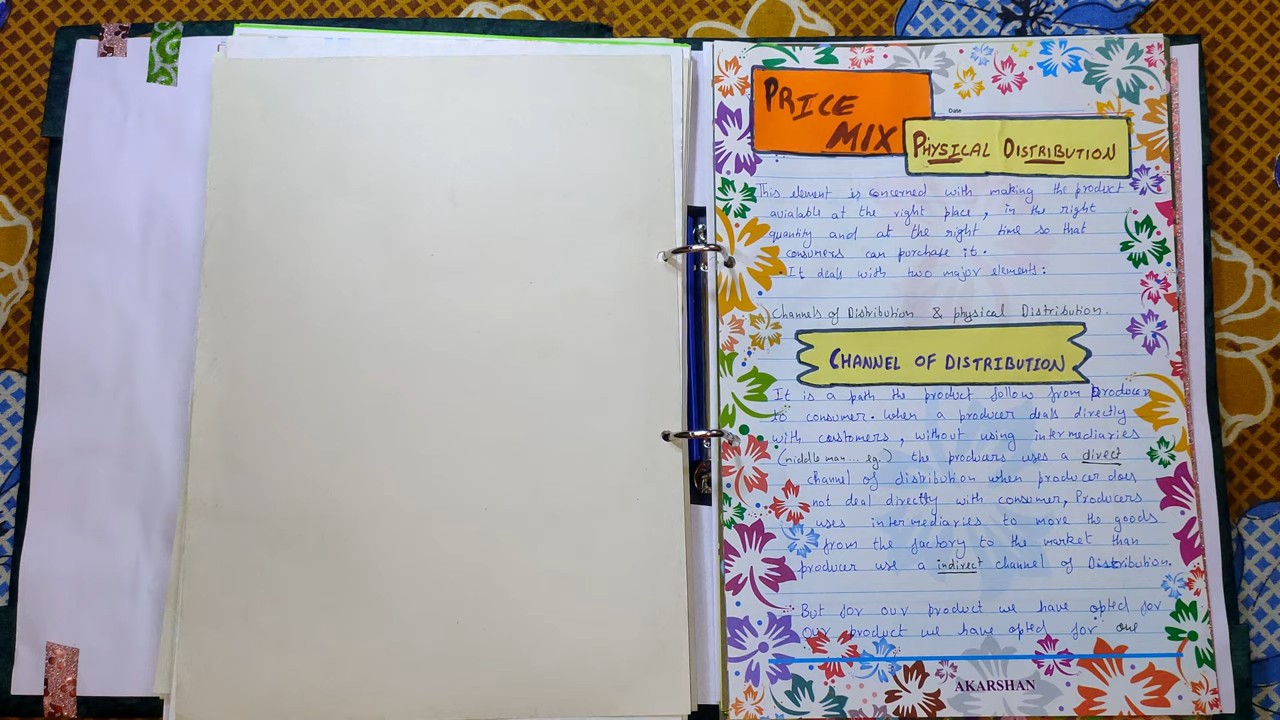 PRICE
MIX
Date
PHYSICAL DISTRIBUTION
This element is concerned with making the product
avialable at the right place, in the right
quantity and at the right time so that
consumers can purchase it.
It deals with two major elements:
Channels of Distribution & physical Distribution.
CHANNEL OF DISTRIBUTION
It is a path the product follow from Producer
to consumer. When a producer deals directly
with customers, without using intermediaries
(middle man... eg.) the producers uses a direct
channel of distribution when producer does
not deal directly with consumer, Producers
uses intermediaries to move the goods
from the factory to the market than
producer use a indirect channel of Distribution.
But for our product we have opted for
our product we have opted for one
AKARSHAN